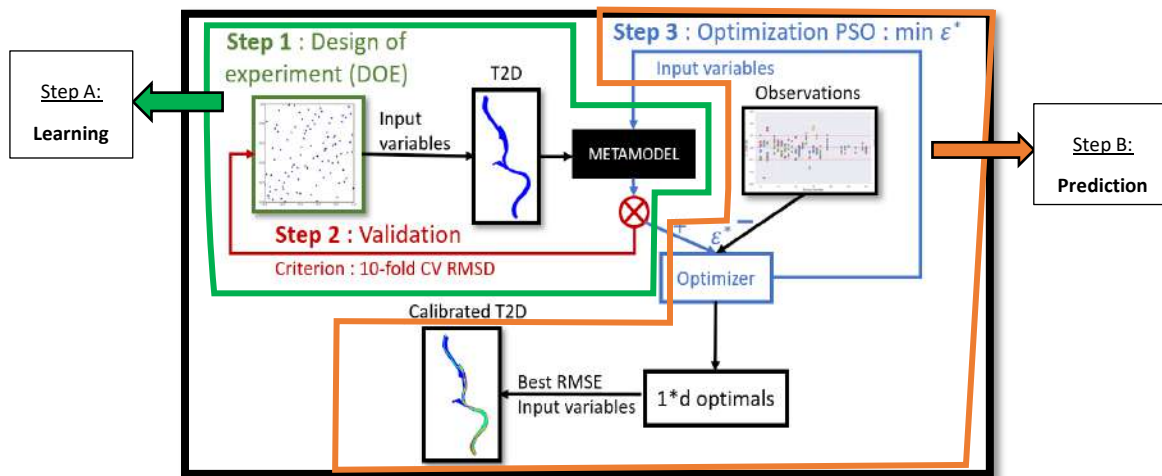 Step A:
Learning
Step 1 : Design of
experiment (DOE)
Input
variables
T2D
METAMODEL
Step 2 : Validation
Criterion : 10-fold CV RMSD
Step 3 : Optimization PSO : min ε*
Input variables
Observations
+ ε* −
Optimizer
1*d optimals
Best RMSE
Input variables
Calibrated T2D
Step B:
Prediction